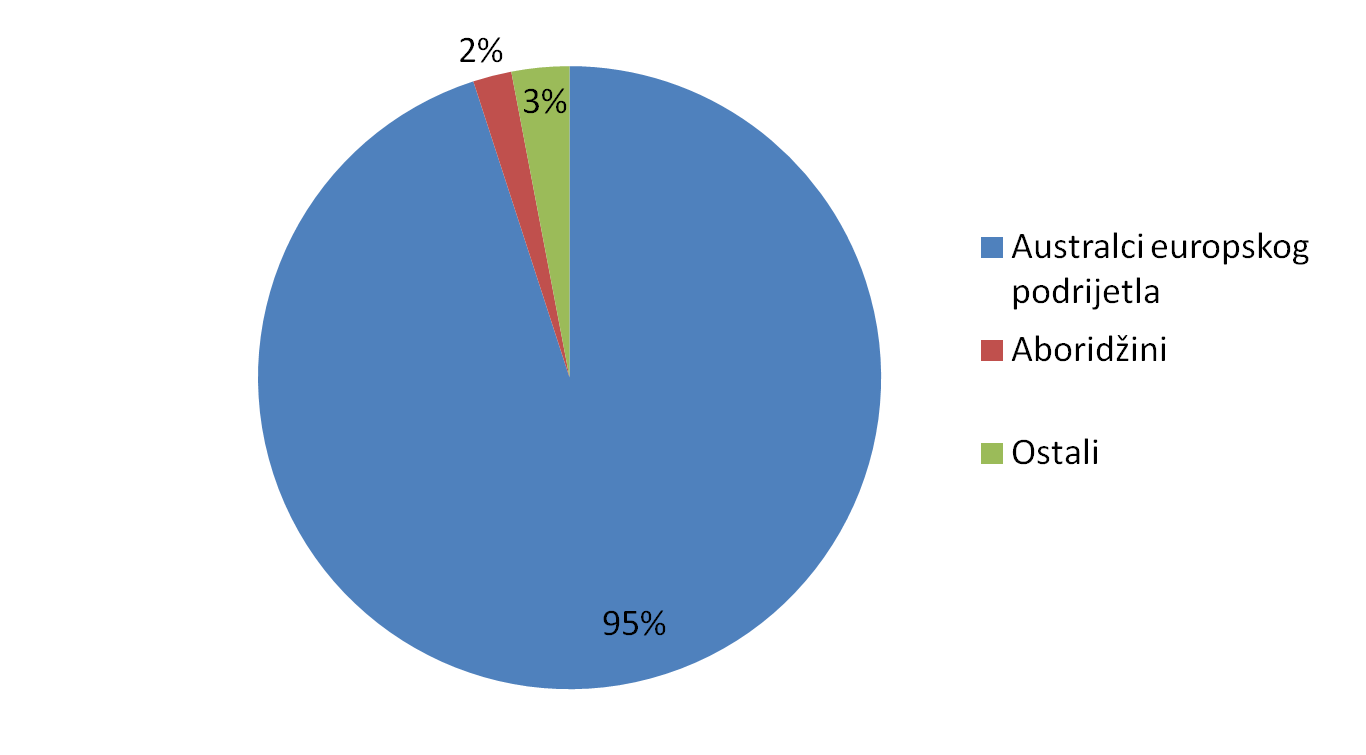 2%
3%
95%
Australci europskog
podrijetla
Aboridžini
Ostali